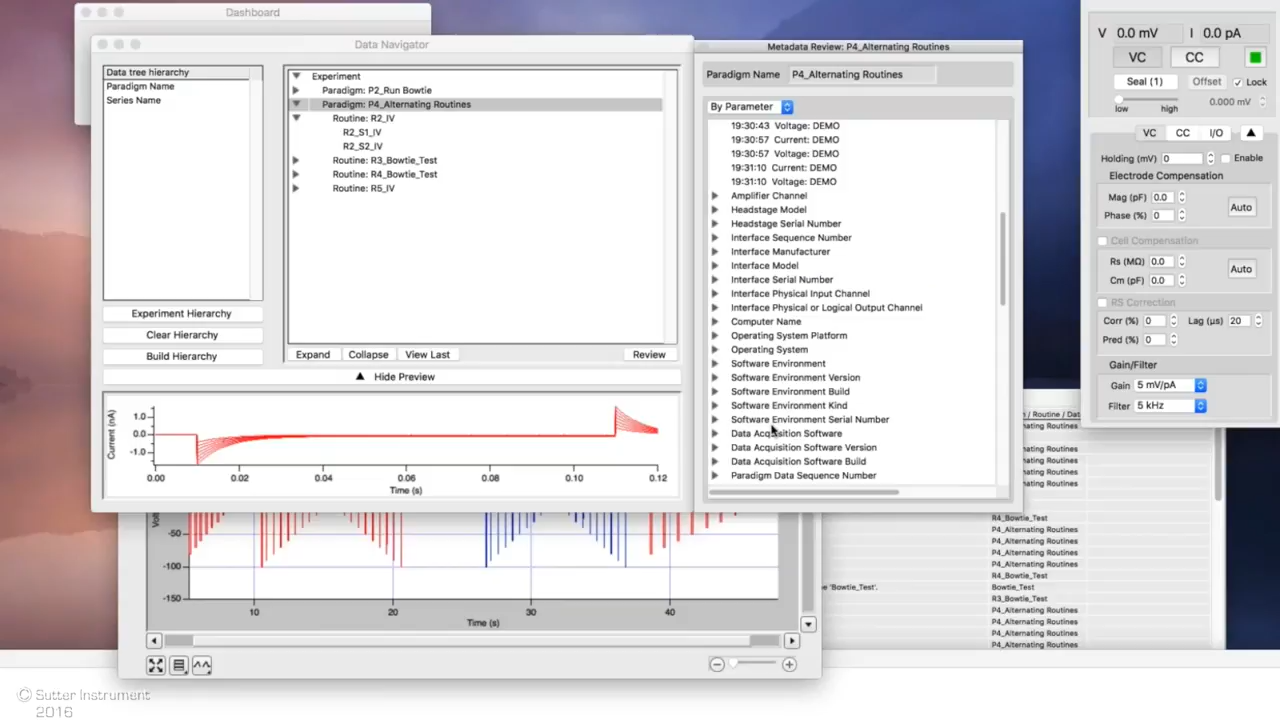 Dashboard
Data Navigator
Data tree hierarchy
Paradigm Name
Series Name
Experiment Hierarchy
Clear Hierarchy
Build Hierarchy
Experiment
Paradigm: P2_Run Bowtie
Paradigm: P4_Alternating Routines
Routine: R2_IV
R2_S1_IV
R2_S2_IV
Routine: R3_Bowtie_Test
Routine: R4_Bowtie_Test
Routine: R5_IV
Expand Collapse View Last Review
Hide Preview
Current (nA)
1.0
0.0
-1.0
0.00 0.02 0.04 0.06 0.08 0.10 0.12
Time (s)
Metadata Review: P4_Alternating Routines
Paradigm Name P4_Alternating Routines
By Parameter
19:30:43 Voltage: DEMO
19:30:57 Current: DEMO
19:30:57 Voltage: DEMO
19:31:10 Current: DEMO
19:31:10 Voltage: DEMO
Amplifier Channel
Headstage Model
Headstage Serial Number
Interface Sequence Number
Interface Manufacturer
Interface Model
Interface Serial Number
Interface Physical Input Channel
Interface Physical or Logical Output Channel
Computer Name
Operating System Platform
Operating System
Software Environment
Software Environment Version
Software Environment Build
Software Environment Kind
Software Environment Serial Number
Data Acquisition Software
Data Acquisition Software Version
Data Acquisition Software Build
Paradigm Data Sequence Number
V 0.0 mV I 0.0 pA
VC CC
Seal (1) Offset Lock
low high 0.000 mV
VC CC I/O
Holding (mV) 0 Enable
Electrode Compensation
Mag (pF) 0.0
Phase (%) 0
Auto
Cell Compensation
Rs (MΩ) 0.0
Cm (pF) 0.0
Auto
RS Correction
Corr (%) 0 Lag (µs) 20
Pred (%) 0
Gain/Filter
Gain 5 mV/pA
Filter 5 kHz
/ Routine / Dat
rnating Routines
rnating Routines
rnating Routines
rnating Routines
rnating Routines
R4_Bowtie_Test
P4_Alternating Routines
P4_Alternating Routines
P4_Alternating Routines
P4_Alternating Routines
R4_Bowtie_Test
e 'Bowtie_Test'. Bowtie_Test
R3_Bowtie_Test
P4_Alternating Routines
P4_Alternating Routines
P4_Alternating Routines
P4_Alternating Routines
-50
-100
-150
10 20 30 40
Time (s)
© Sutter Instrument
2016